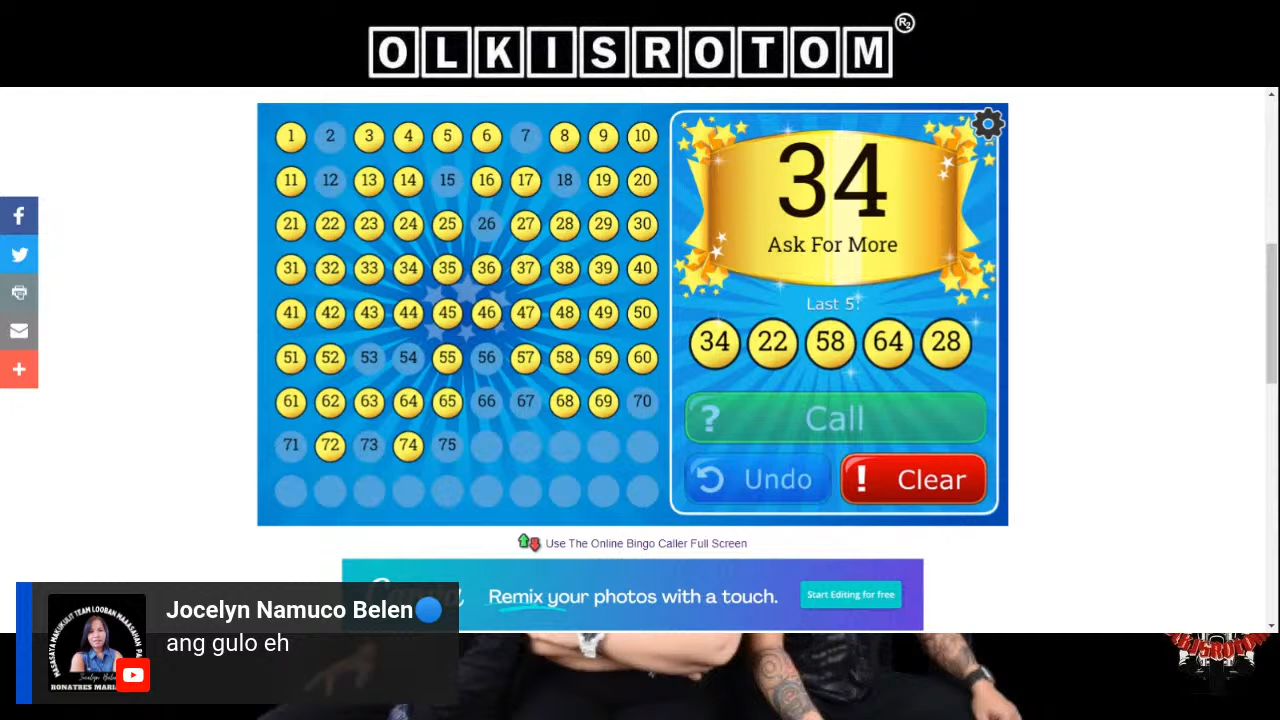 OLKISROTOM R2
1 2 3 4 5 6 7 8 9 10
11 12 13 14 15 16 17 18 19 20
21 22 23 24 25 26 27 28 29 30
31 32 33 34 35 36 37 38 39 40
41 42 43 44 45 46 47 48 49 50
51 52 53 54 55 56 57 58 59 60
61 62 63 64 65 66 67 68 69 70
71 72 73 74 75
34
Ask For More
Last 5:
34 22 58 64 28
? Call
Undo
! Clear
Use The Online Bingo Caller Full Screen
Canva
Remix your photos with a touch.
Start Editing for free
Jocelyn Namuco Belen
ang gulo eh